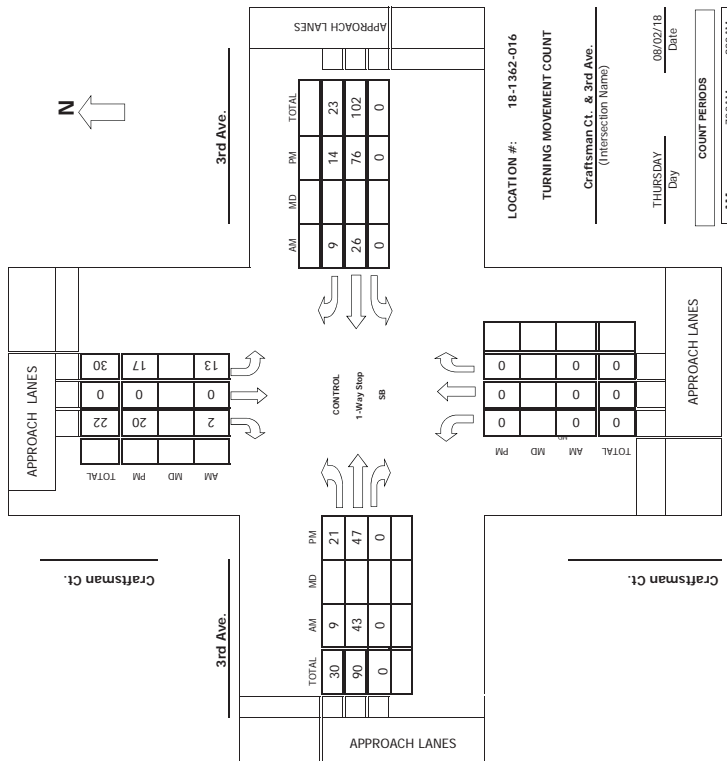 APPROACH LANES
N
3rd Ave.
AM MD PM TOTAL
9 14 23
26 76 102
0 0 0
LOCATION #: 18-1362-016
TURNING MOVEMENT COUNT
Craftsman Ct. & 3rd Ave.
(Intersection Name)
THURSDAY 08/02/18
Day Date
COUNT PERIODS
APPROACH LANES
TOTAL 22 0 30
PM 20 0 17
MD
AM 2 0 13
CONTROL
1-Way Stop
SB
PM 0 0 0
MD
AM 0 0 0
MD
TOTAL 0 0 0
APPROACH LANES
Craftsman Ct.
Craftsman Ct.
3rd Ave.
TOTAL AM MD PM
30 9 21
90 43 47
0 0 0
APPROACH LANES